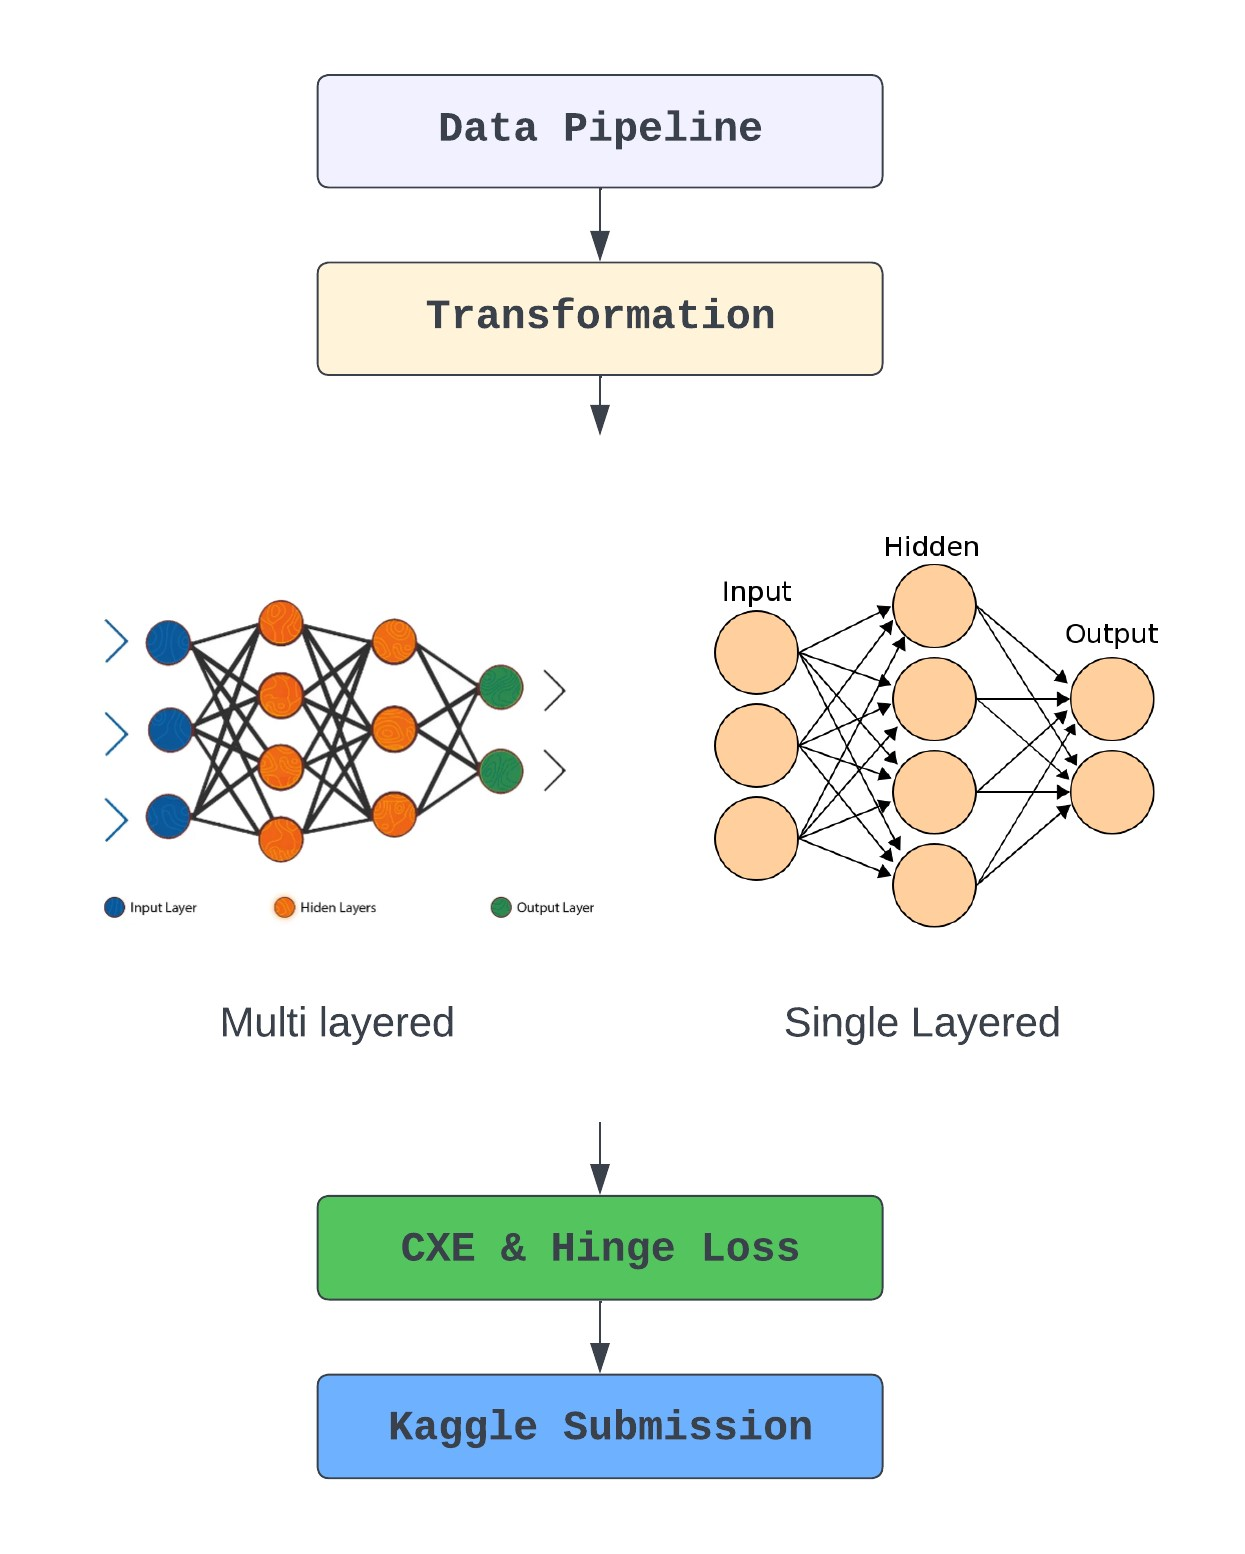 Data Pipeline
Transformation
Hidden
Input
Output
Input Layer
Hiden Layers
Output Layer
Multi layered
Single Layered
CXE & Hinge Loss
Kaggle Submission